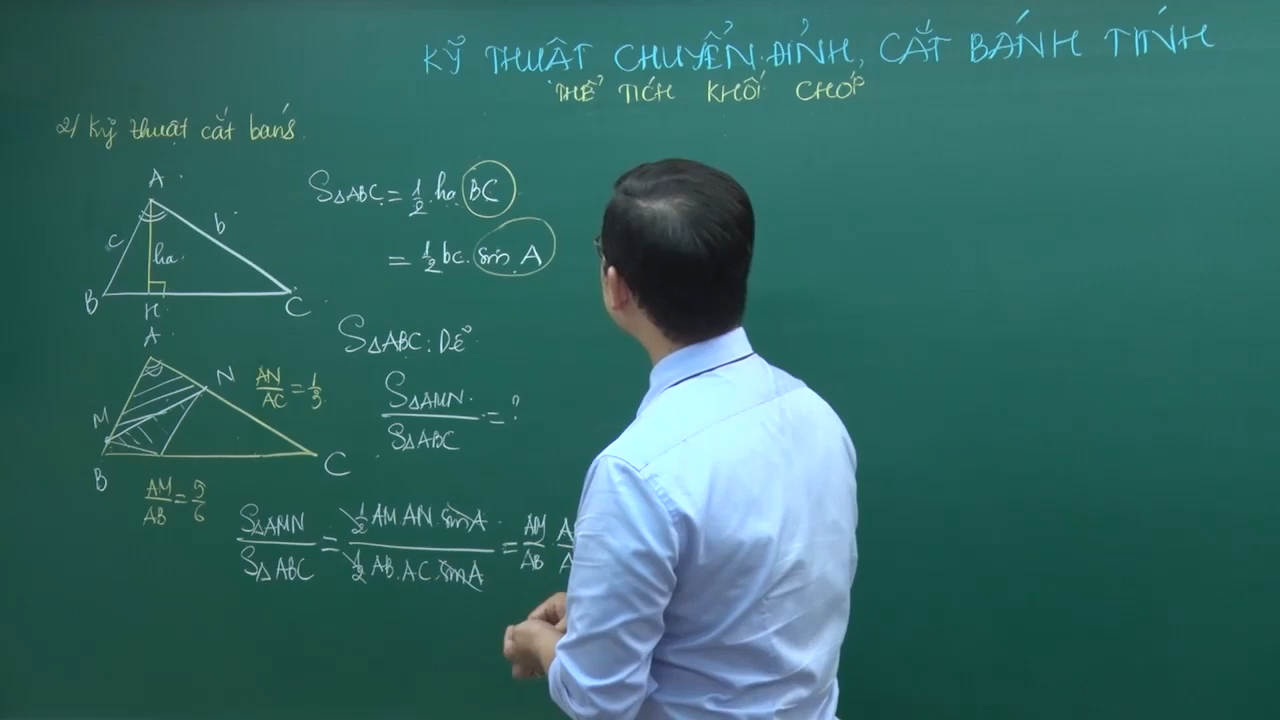 KỸ THUẬT CHUYỂN ĐỈNH, CẮT BÁNH TÍNH
THỂ TÍCH KHỐI CHÓP
2/ Kỹ thuật cắt bánh
A
c
b
ha
B
H
C
S△ABC = 1/2 . ha . BC
= 1/2 bc . sin A
S△ABC : Dễ
A
M
N
B
C
AN/AC = 1/3
AM/AB = 5/6
S△AMN / S△ABC = ?
S△AMN / S△ABC = 1/2 AM AN . sin A / 1/2 AB . AC . sin A = AM/AB . A / A